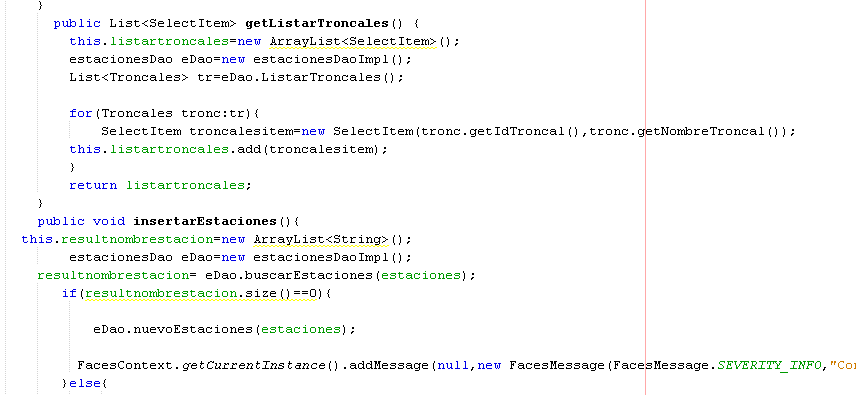 }
public List<SelectItem> getListarTroncales() {
this.listartroncales=new ArrayList<SelectItem>();
estacionesDao eDao=new estacionesDaoImpl();
List<Troncales> tr=eDao.ListarTroncales();
for(Troncales tronc:tr){
SelectItem troncalesitem=new SelectItem(tronc.getIdTroncal(),tronc.getNombreTroncal());
this.listartroncales.add(troncalesitem);
}
return listartroncales;
}
public void insertarEstaciones(){
this.resultnombrestacion=new ArrayList<String>();
estacionesDao eDao=new estacionesDaoImpl();
resultnombrestacion= eDao.buscarEstaciones(estaciones);
if(resultnombrestacion.size()==0){
eDao.nuevoEstaciones(estaciones);
FacesContext.getCurrentInstance().addMessage(null,new FacesMessage(FacesMessage.SEVERITY_INFO,"Co
}else{